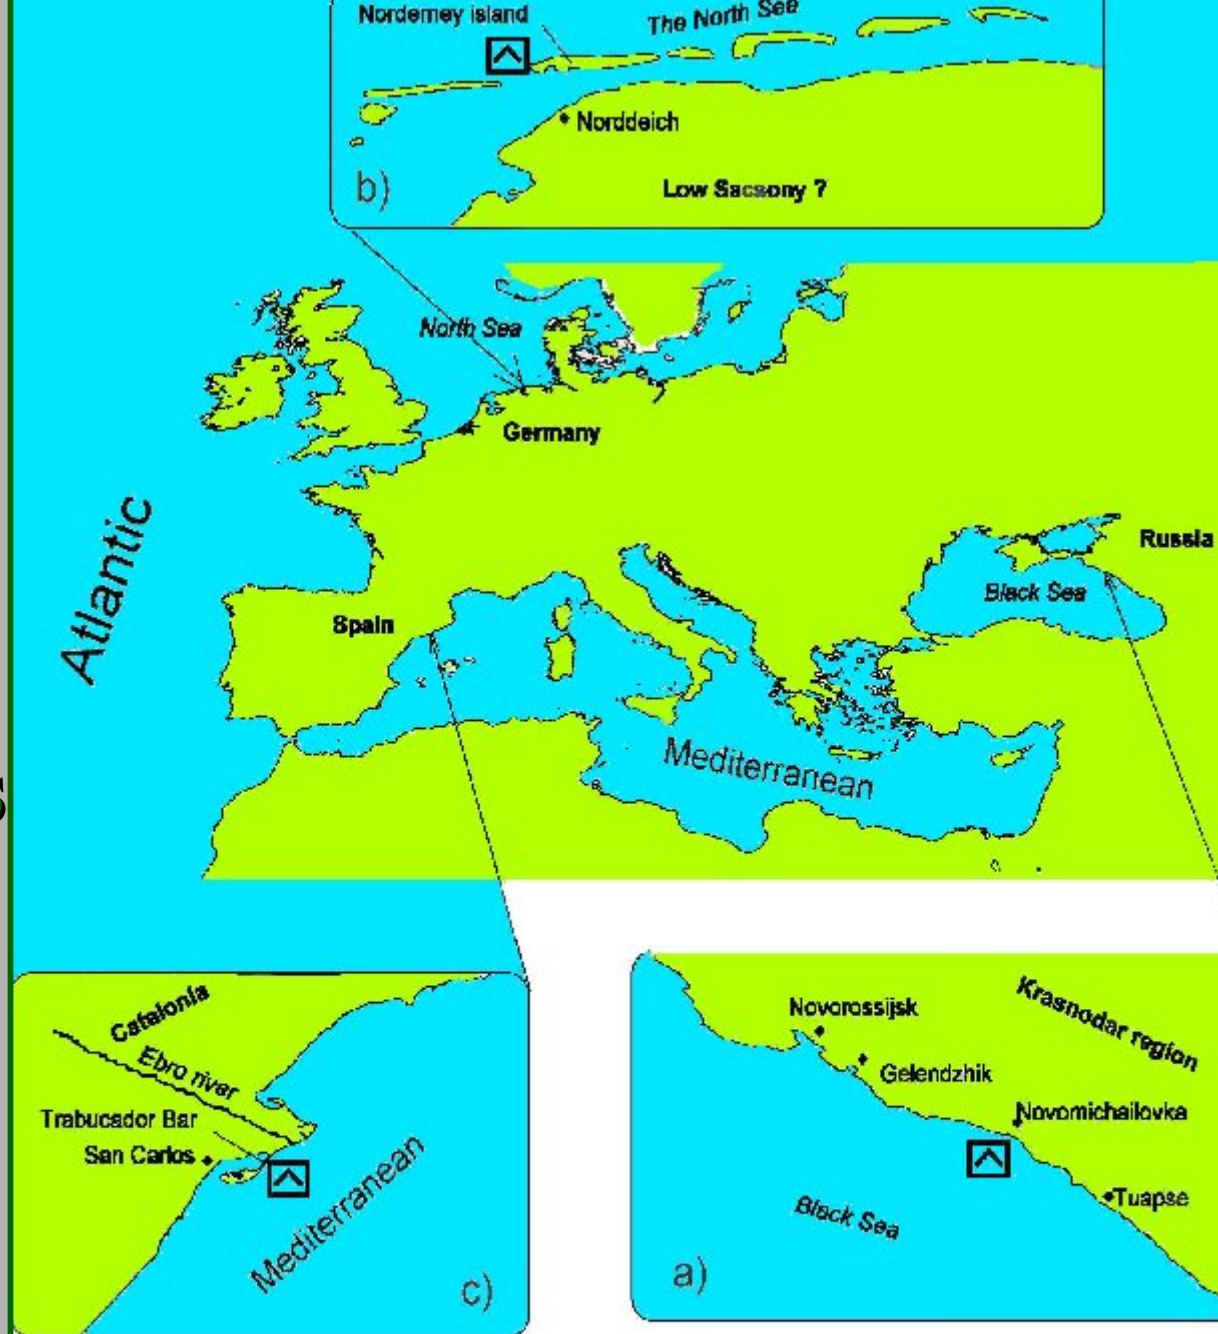 Norderney island
The North Sea
Norddeich
b)
Low Sacsony ?
North Sea
Germany
Atlantic
Russia
Black Sea
Spain
Mediterranean
Catalonia
Ebro river
Trabucador Bar
San Carlos
Mediterranean
c)
Krasnodar region
Novorossijsk
Gelendzhik
Novomichailovka
Tuapse
Black Sea
a)